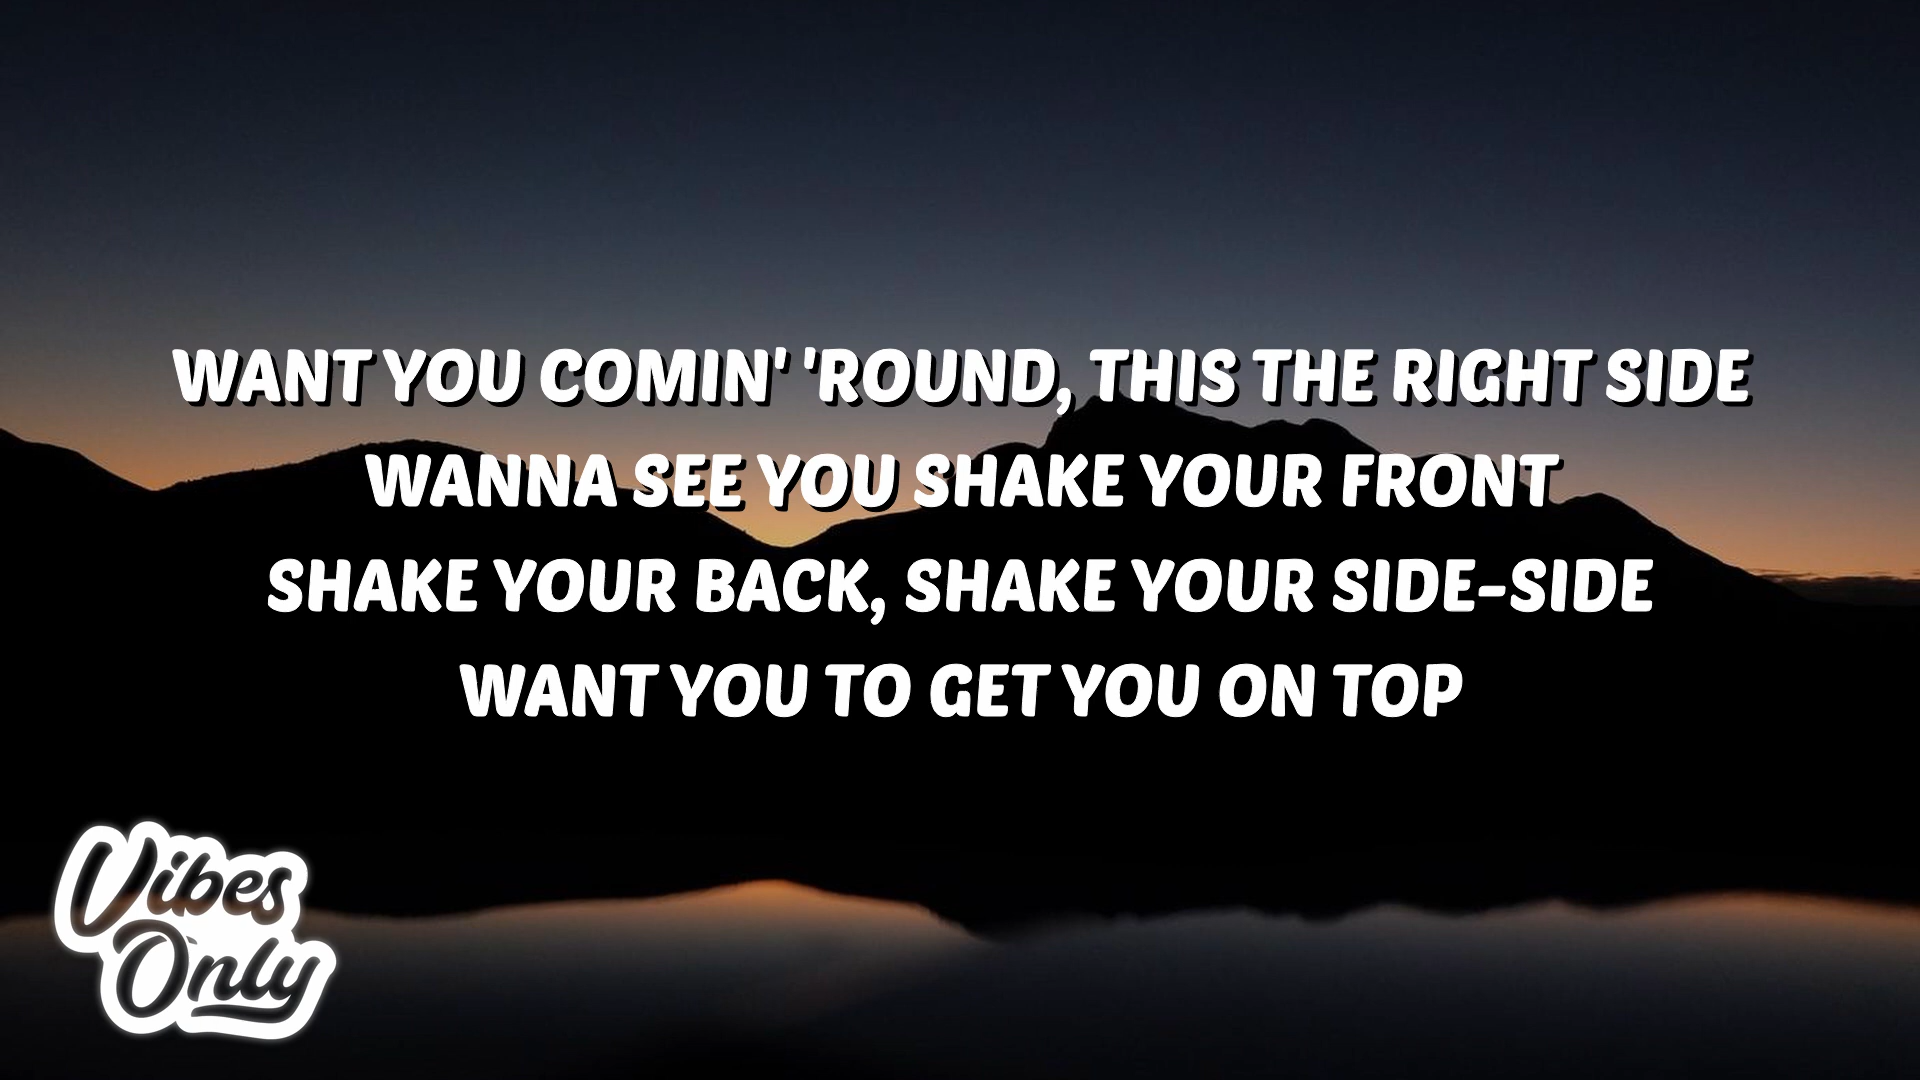 WANT YOU COMIN' 'ROUND, THIS THE RIGHT SIDE
WANNA SEE YOU SHAKE YOUR FRONT
SHAKE YOUR BACK, SHAKE YOUR SIDE-SIDE
WANT YOU TO GET YOU ON TOP
Vibes
Only